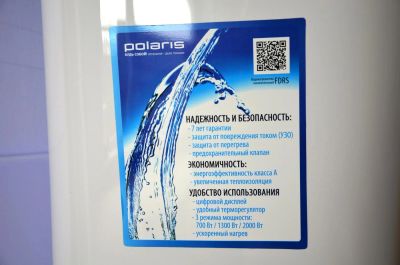 polaris
FDRS
НАДЕЖНОСТЬ И БЕЗОПАСНОСТЬ:
- 7 лет гарантии
- защита от повреждения током (УЗО)
- защита от перегрева
- предохранительный клапан
ЭКОНОМИЧНОСТЬ:
- энергоэффективность класса А
- увеличенная теплоизоляция
УДОБСТВО ИСПОЛЬЗОВАНИЯ
- цифровой дисплей
- удобный терморегулятор
- 3 режима мощности:
700 Вт / 1300 Вт / 2000 Вт
- ускоренный нагрев